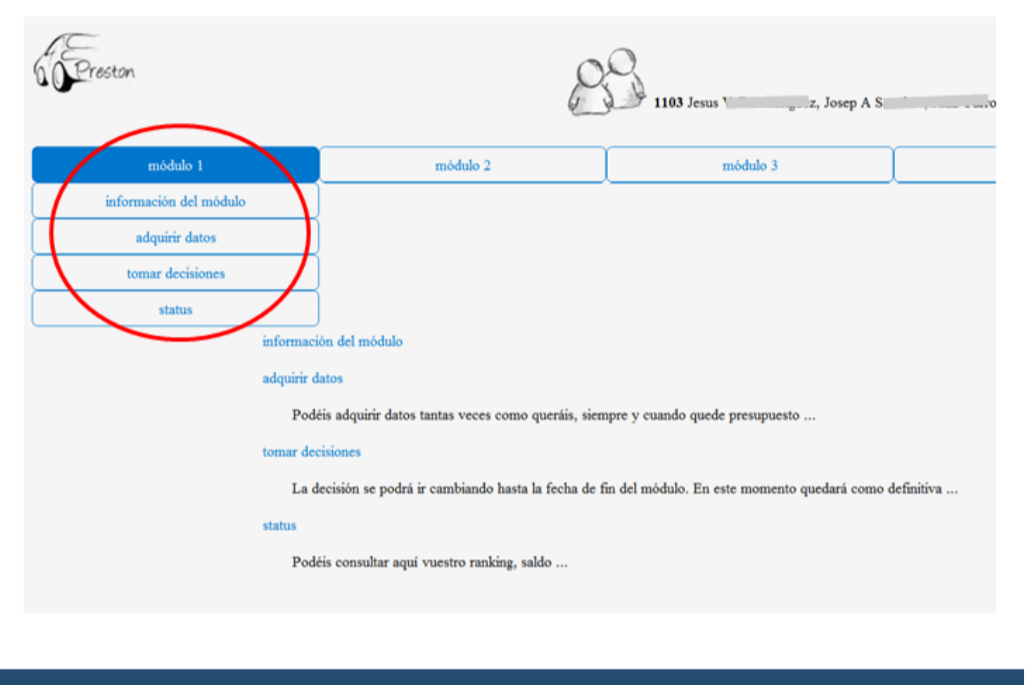 Preston
1103 Jesus z, Josep A S
módulo 1
módulo 2
módulo 3
información del módulo
adquirir datos
tomar decisiones
status
información del módulo
adquirir datos
Podéis adquirir datos tantas veces como queráis, siempre y cuando quede presupuesto ...
tomar decisiones
La decisión se podrá ir cambiando hasta la fecha de fin del módulo. En este momento quedará como definitiva ...
status
Podéis consultar aquí vuestro ranking, saldo ...